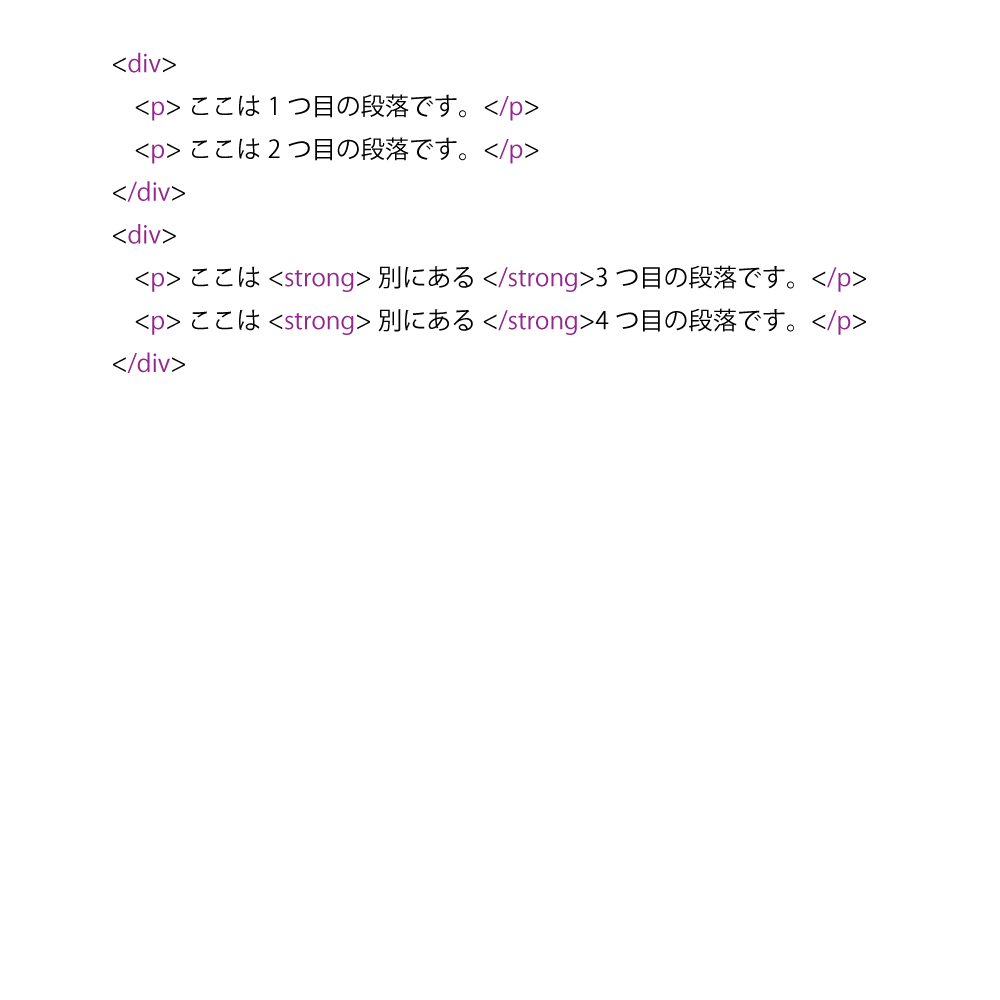 <div>
<p> ここは 1 つ目の段落です。</p>
<p> ここは 2 つ目の段落です。</p>
</div>
<div>
<p> ここは <strong> 別にある </strong>3 つ目の段落です。</p>
<p> ここは <strong> 別にある </strong>4 つ目の段落です。</p>
</div>